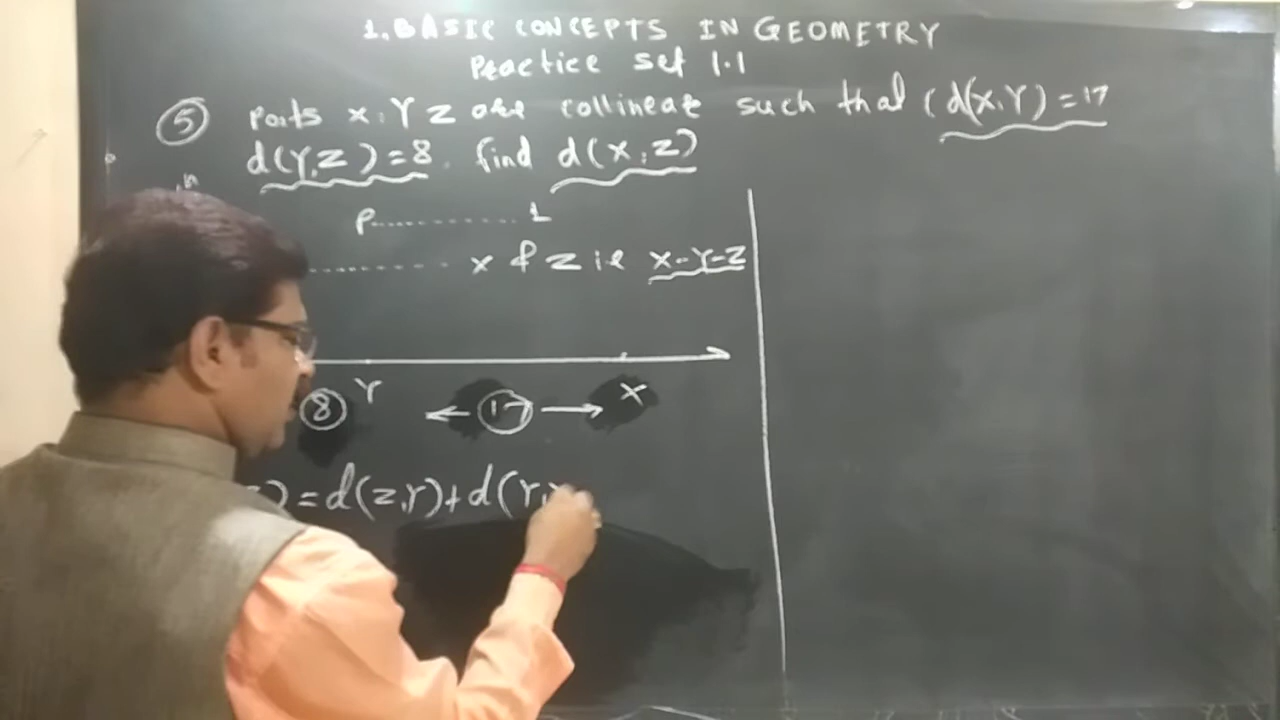 1. BASIC CONCEPTS IN GEOMETRY
Practice set 1.1
5 Points X, Y Z are collinear such that (d(X,Y) = 17
d(Y,Z) = 8. find d(X,Z)
P........... 1
......... x & z i.e x-Y-Z
8 Y ← 17 → X
) = d(z,Y) + d(Y,